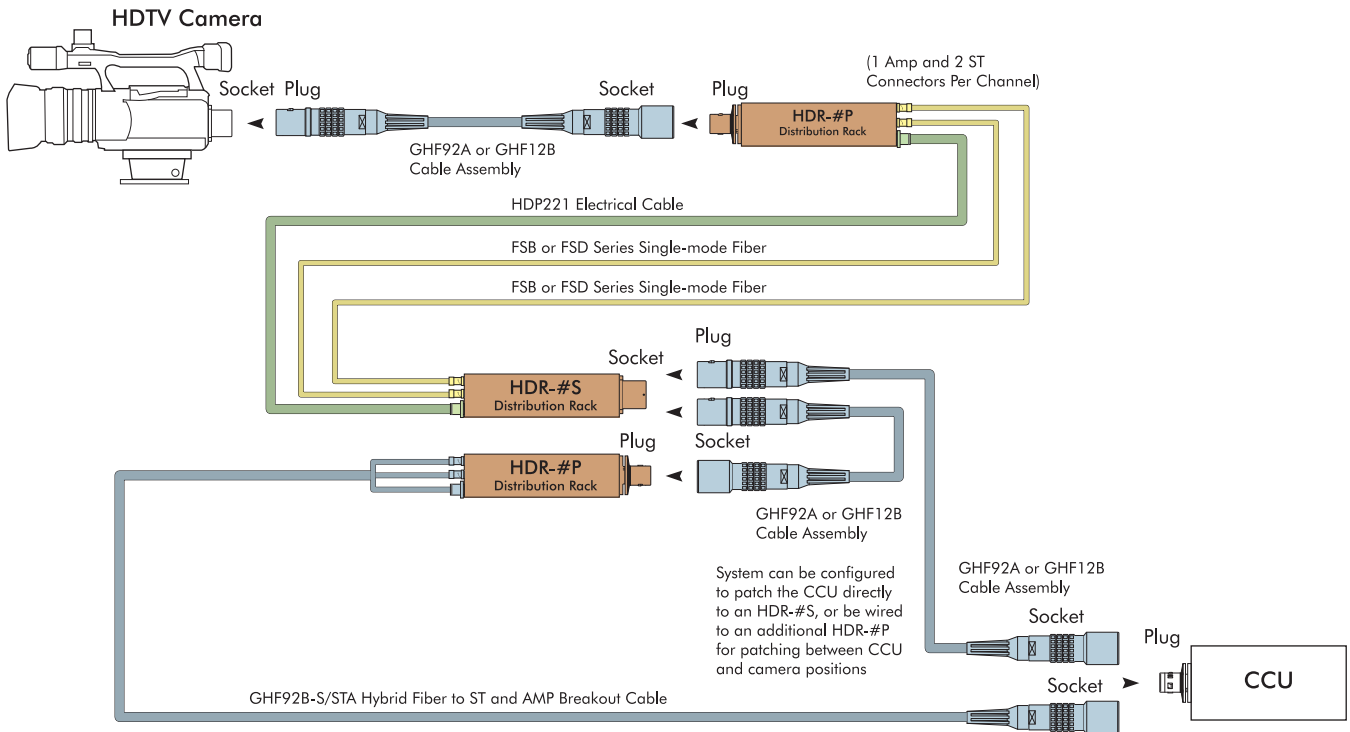 HDTV Camera
Socket Plug
Socket
Plug
(1 Amp and 2 ST
Connectors Per Channel)
HDR-#P
Distribution Rack
GHF92A or GHF12B
Cable Assembly
HDP221 Electrical Cable
FSB or FSD Series Single-mode Fiber
FSB or FSD Series Single-mode Fiber
Plug
Socket
HDR-#S
Distribution Rack
Plug
Socket
HDR-#P
Distribution Rack
GHF92A or GHF12B
Cable Assembly
System can be configured
to patch the CCU directly
to an HDR-#S, or be wired
to an additional HDR-#P
for patching between CCU
and camera positions
GHF92A or GHF12B
Cable Assembly
Socket
Plug
CCU
Socket
GHF92B-S/STA Hybrid Fiber to ST and AMP Breakout Cable